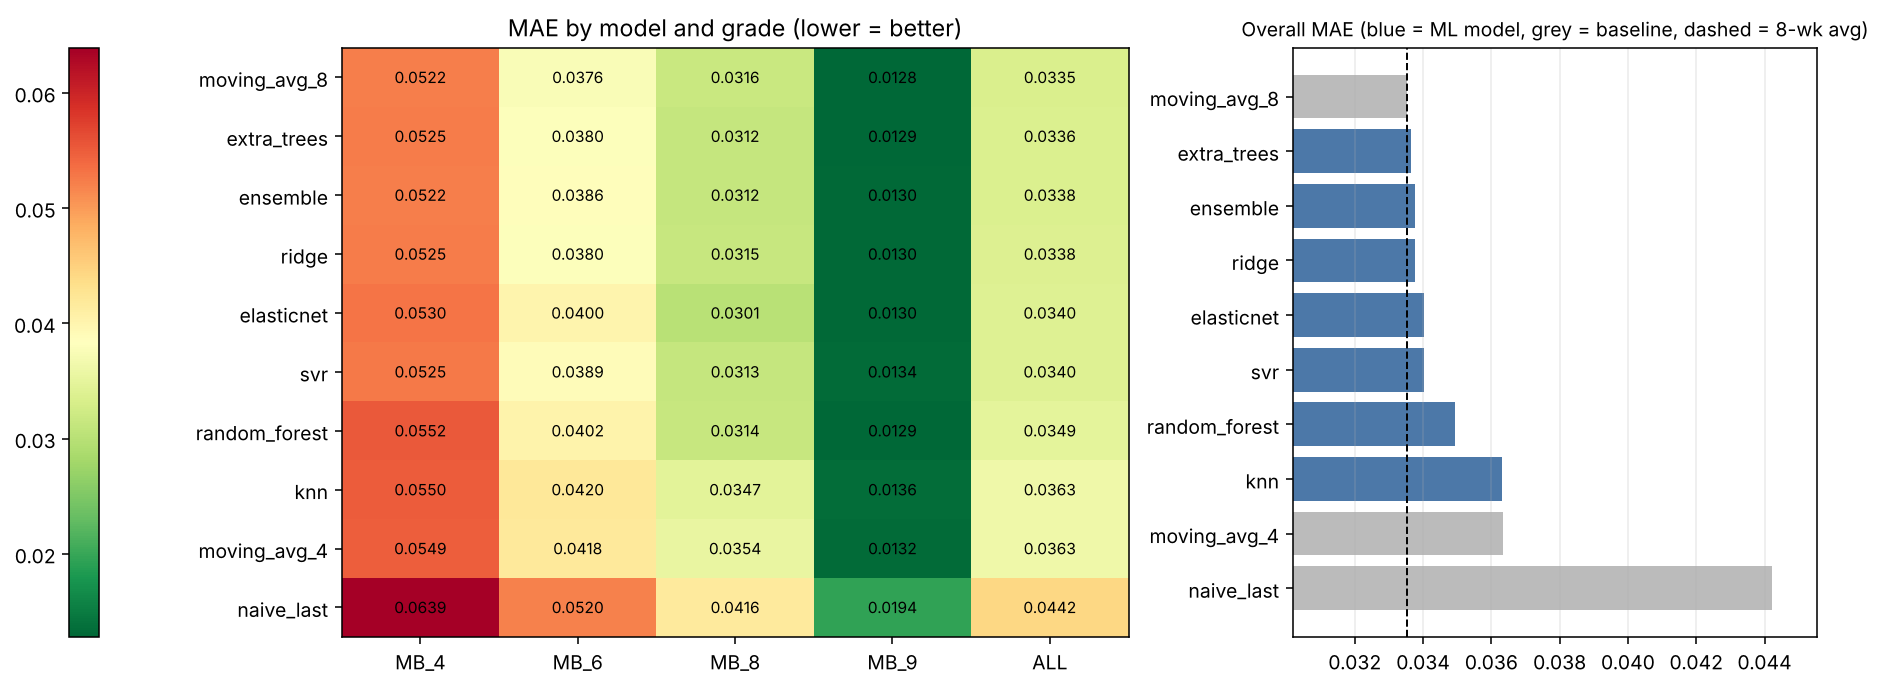 MAE by model and grade (lower = better)
0.06
0.05
0.04
0.03
0.02
moving_avg_8 0.0522 0.0376 0.0316 0.0128 0.0335
extra_trees 0.0525 0.0380 0.0312 0.0129 0.0336
ensemble 0.0522 0.0386 0.0312 0.0130 0.0338
ridge 0.0525 0.0380 0.0315 0.0130 0.0338
elasticnet 0.0530 0.0400 0.0301 0.0130 0.0340
svr 0.0525 0.0389 0.0313 0.0134 0.0340
random_forest 0.0552 0.0402 0.0314 0.0129 0.0349
knn 0.0550 0.0420 0.0347 0.0136 0.0363
moving_avg_4 0.0549 0.0418 0.0354 0.0132 0.0363
naive_last 0.0639 0.0520 0.0416 0.0194 0.0442
MB_4 MB_6 MB_8 MB_9 ALL
Overall MAE (blue = ML model, grey = baseline, dashed = 8-wk avg)
moving_avg_8
extra_trees
ensemble
ridge
elasticnet
svr
random_forest
knn
moving_avg_4
naive_last
0.032 0.034 0.036 0.038 0.040 0.042 0.044